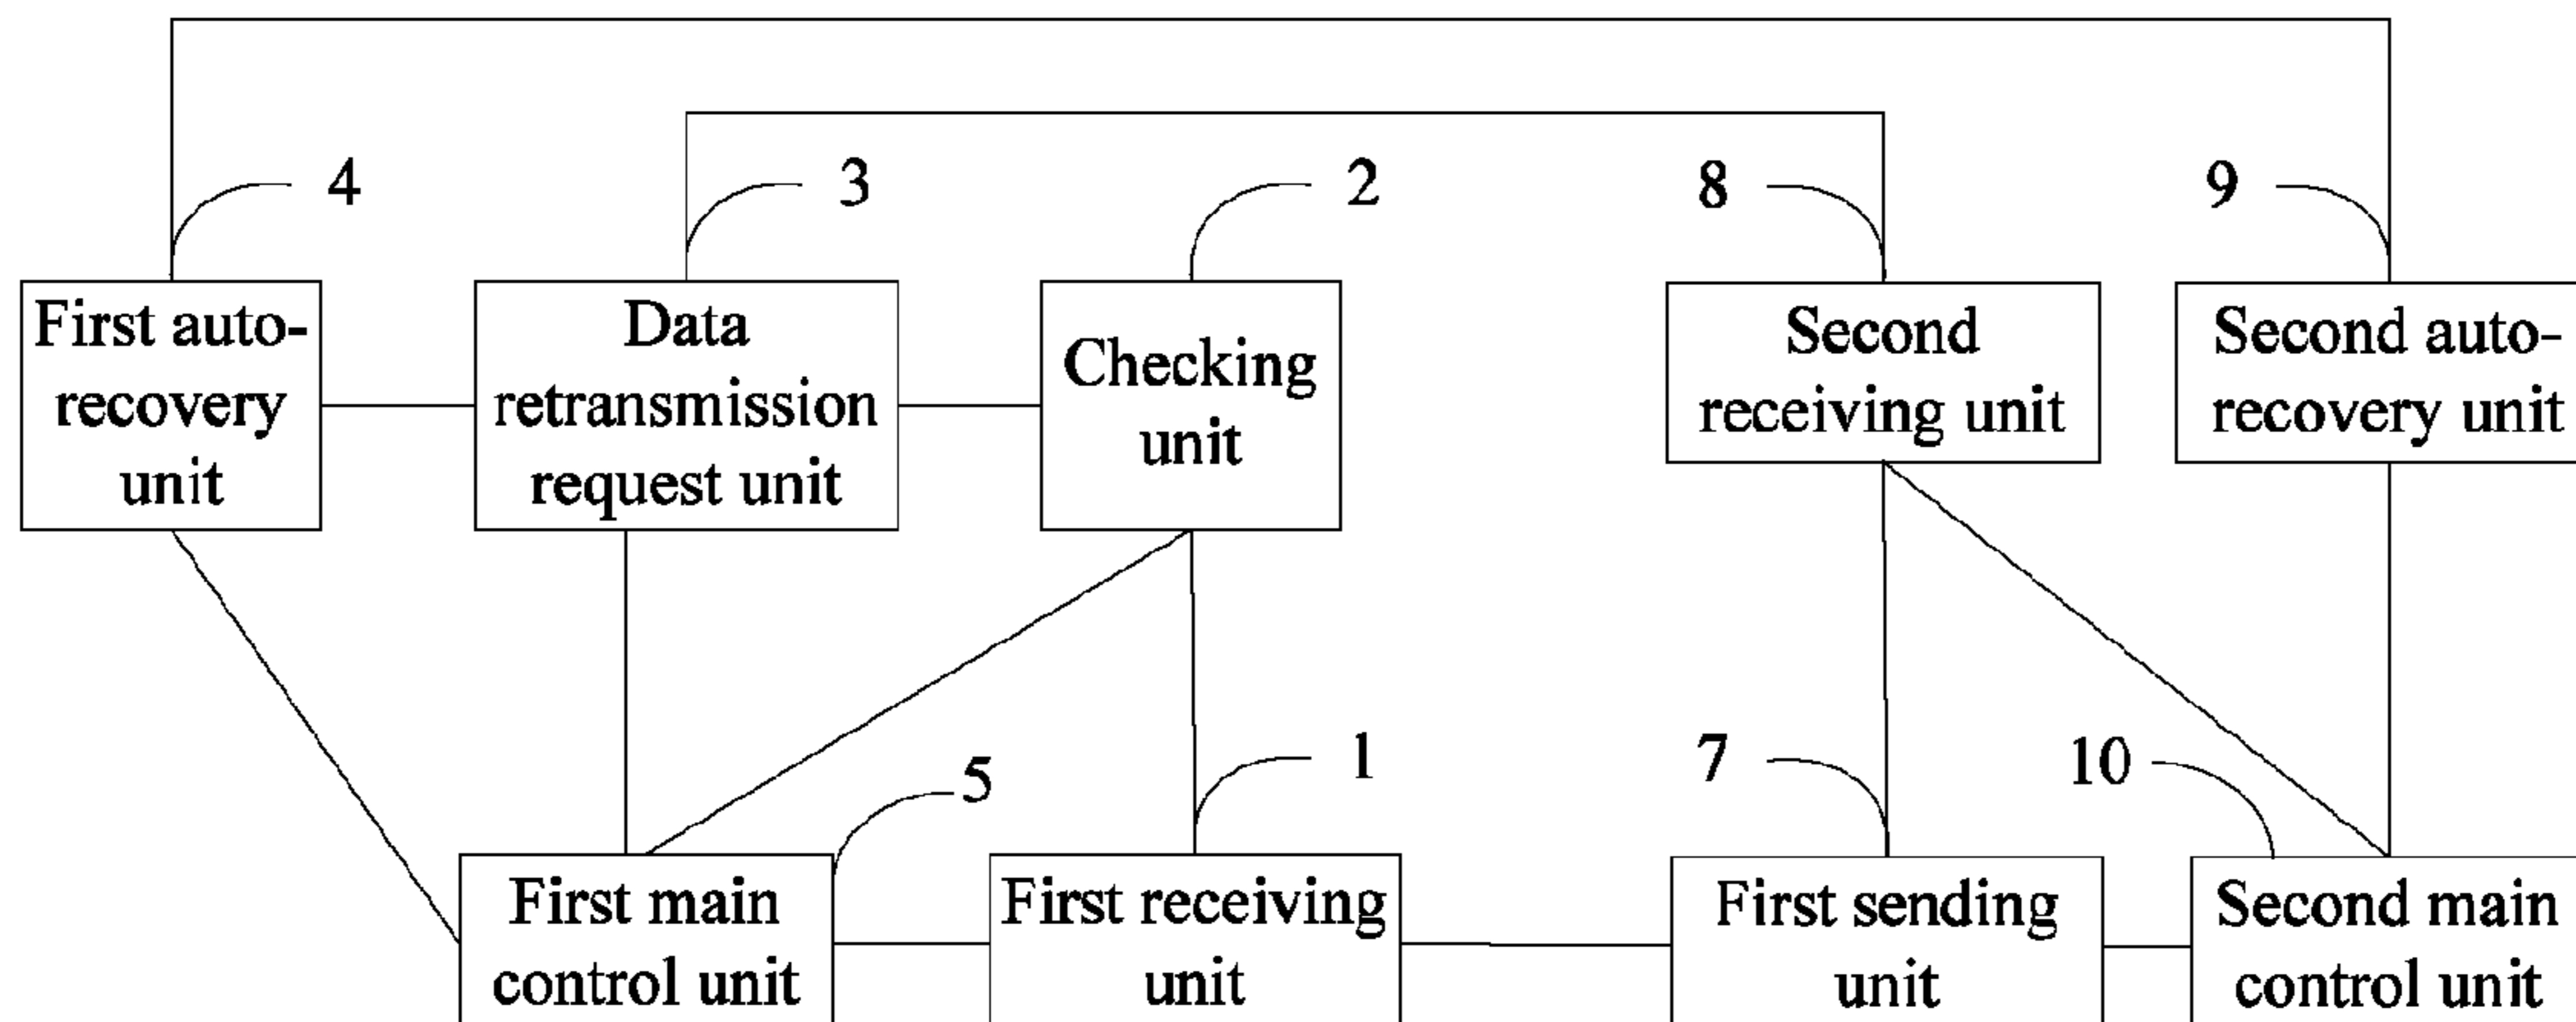 4
3
2
8
9
First auto-
recovery
unit
Data
retransmission
request unit
Checking
unit
Second
receiving unit
Second auto-
recovery unit
5
1
7
10
First main
control unit
First receiving
unit
First sending
unit
Second main
control unit